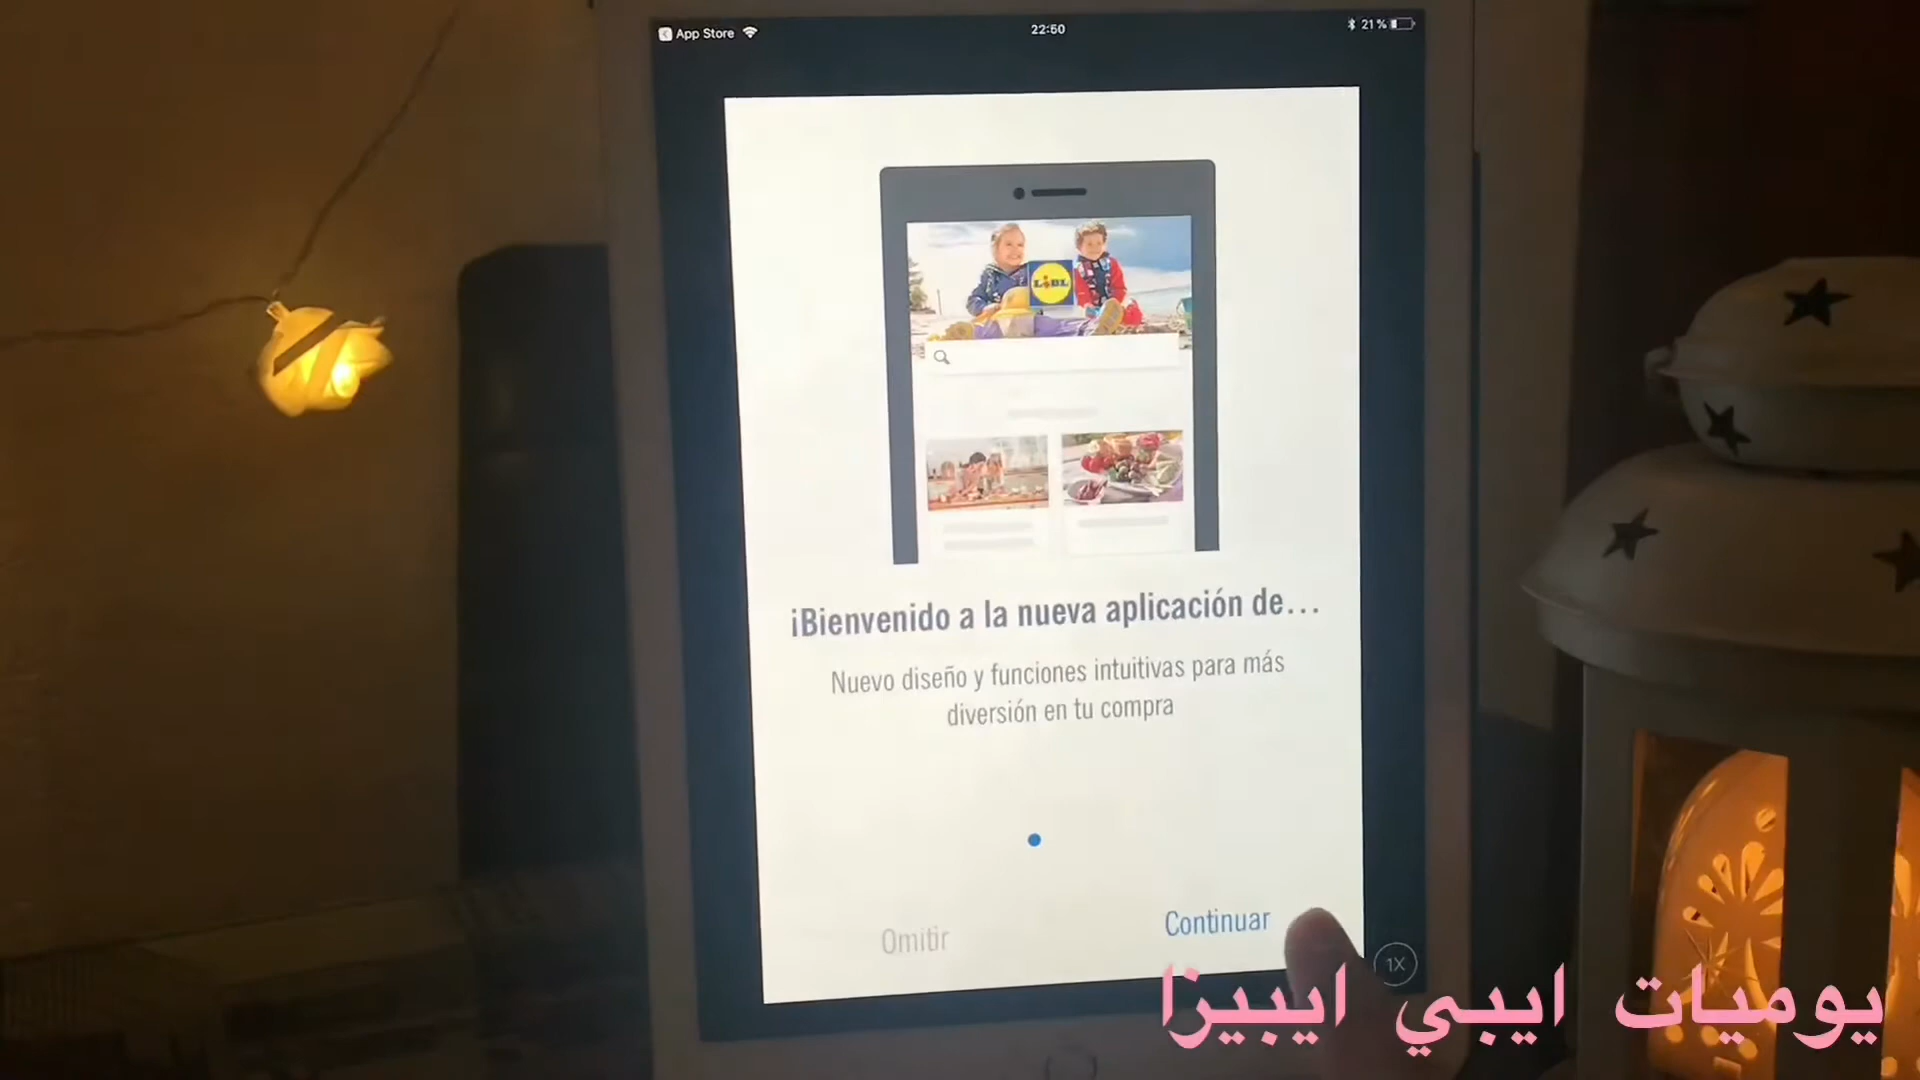 App Store
22:50
21 %
LIDL
¡Bienvenido a la nueva aplicación de...
Nuevo diseño y funciones intuitivas para más
diversión en tu compra
Omitir
Continuar
1X
يوميات ايبي ايبيزا